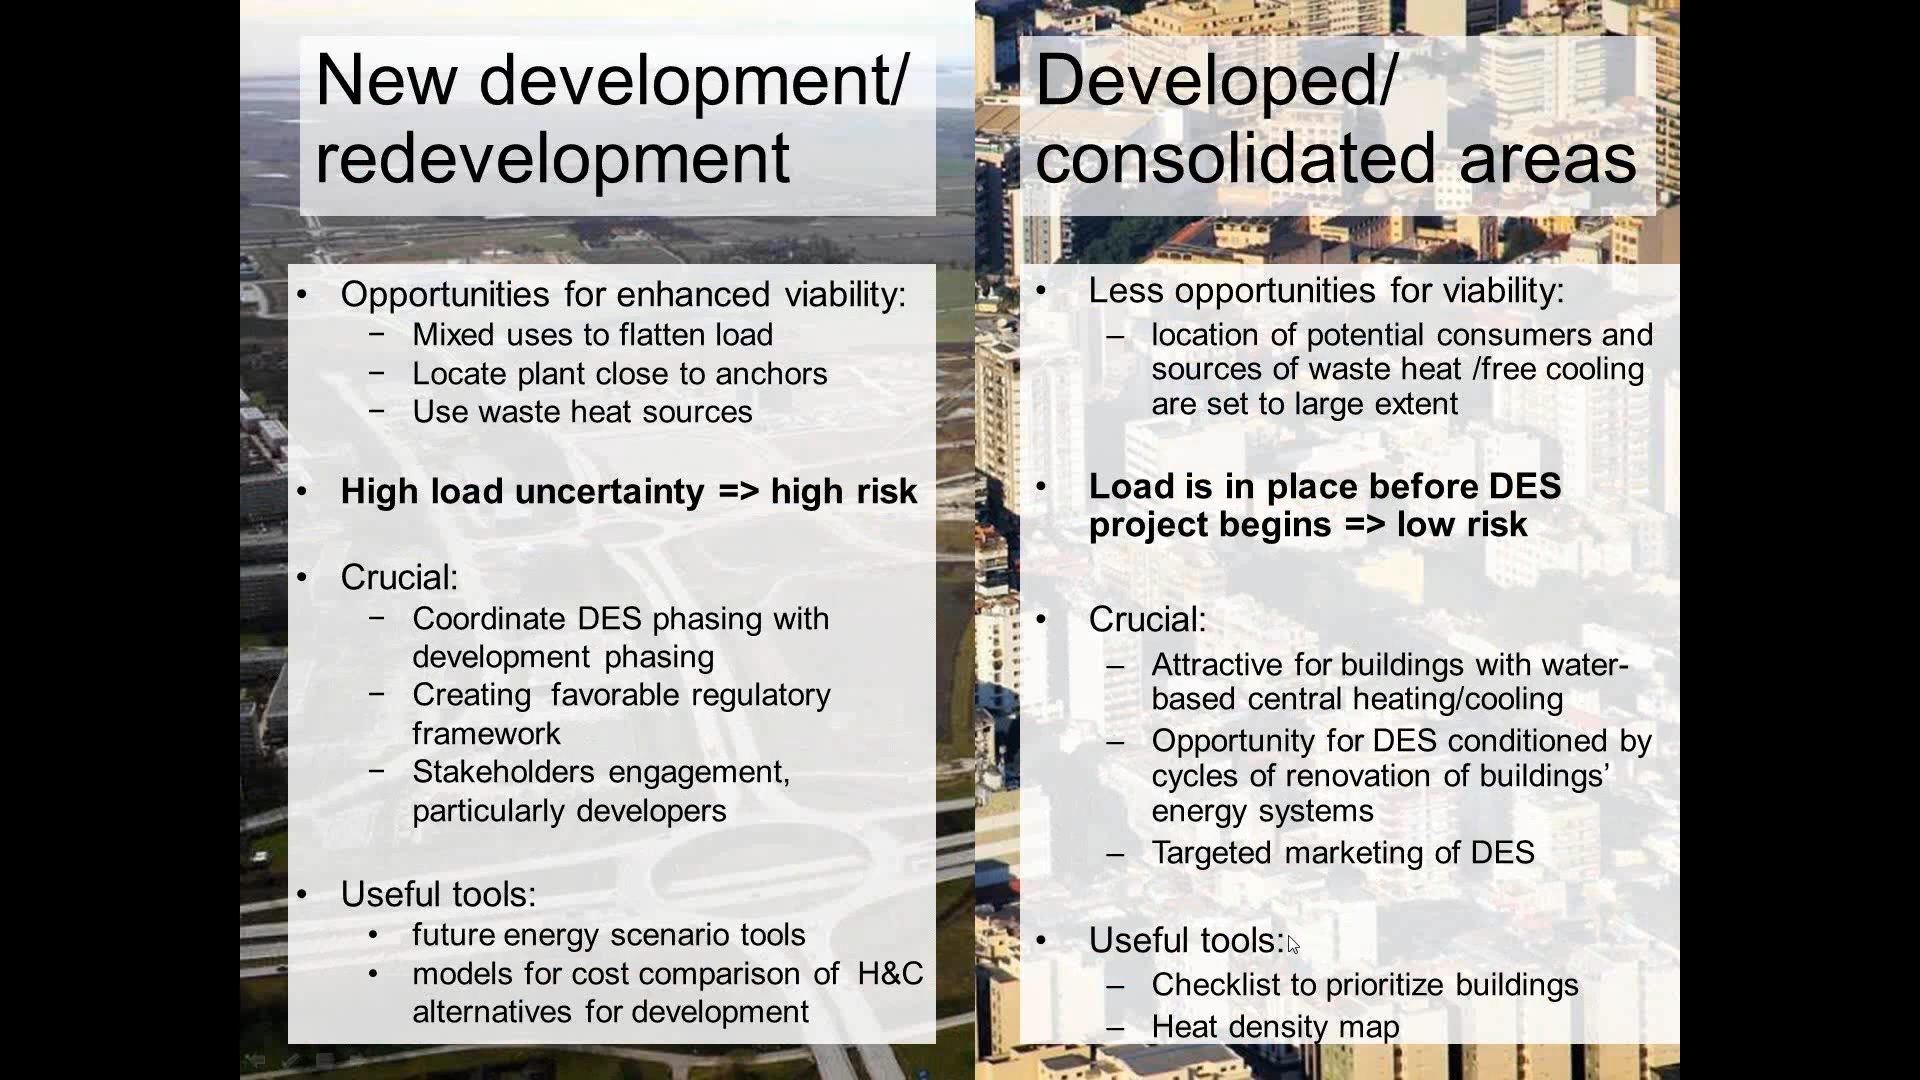 New development/
redevelopment
• Opportunities for enhanced viability:
− Mixed uses to flatten load
− Locate plant close to anchors
− Use waste heat sources
• High load uncertainty => high risk
• Crucial:
− Coordinate DES phasing with
development phasing
− Creating favorable regulatory
framework
− Stakeholders engagement,
particularly developers
• Useful tools:
• future energy scenario tools
• models for cost comparison of H&C
alternatives for development
Developed/
consolidated areas
• Less opportunities for viability:
– location of potential consumers and
sources of waste heat /free cooling
are set to large extent
• Load is in place before DES
project begins => low risk
• Crucial:
– Attractive for buildings with water-
based central heating/cooling
– Opportunity for DES conditioned by
cycles of renovation of buildings’
energy systems
– Targeted marketing of DES
• Useful tools:
– Checklist to prioritize buildings
– Heat density map